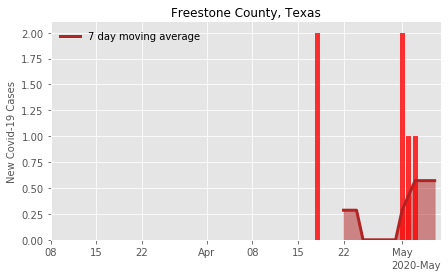 Freestone County, Texas
7 day moving average
New Covid-19 Cases
2.00
1.75
1.50
1.25
1.00
0.75
0.50
0.25
0.00
08 15 22 Apr 08 15 22 May
2020-May